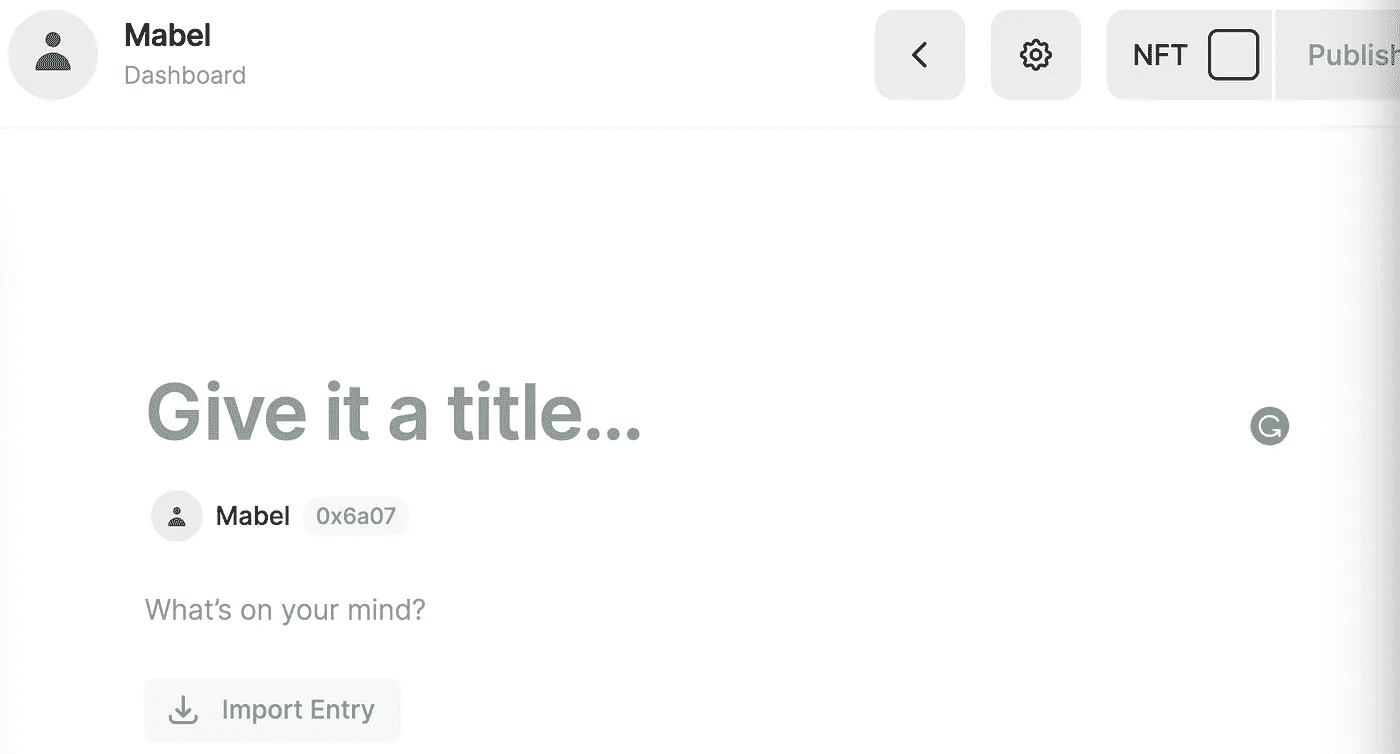 Mabel
Dashboard
NFT
Publish
Give it a title...
Mabel 0x6a07
What's on your mind?
Import Entry